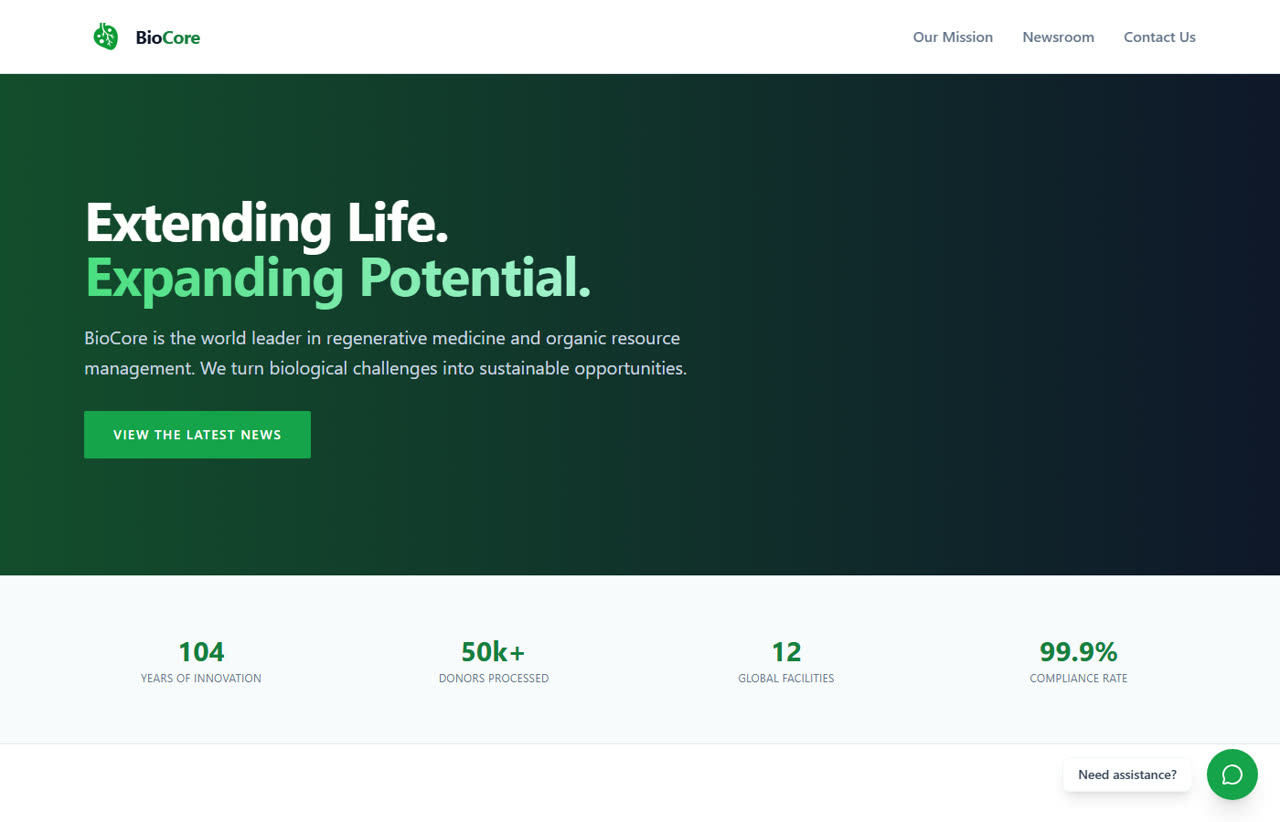 BioCore
Our Mission
Newsroom
Contact Us
Extending Life.
Expanding Potential.
BioCore is the world leader in regenerative medicine and organic resource
management. We turn biological challenges into sustainable opportunities.
VIEW THE LATEST NEWS
104
YEARS OF INNOVATION
50k+
DONORS PROCESSED
12
GLOBAL FACILITIES
99.9%
COMPLIANCE RATE
Need assistance?